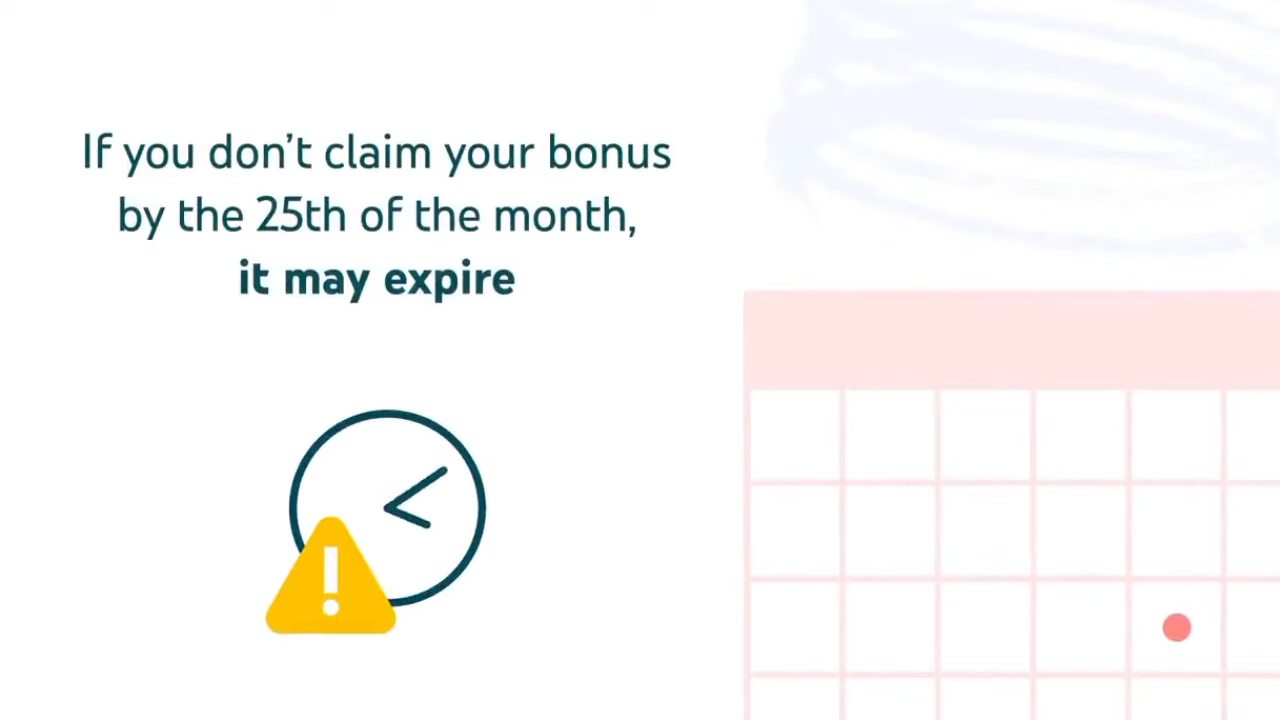 If you don’t claim your bonus
by the 25th of the month,
it may expire